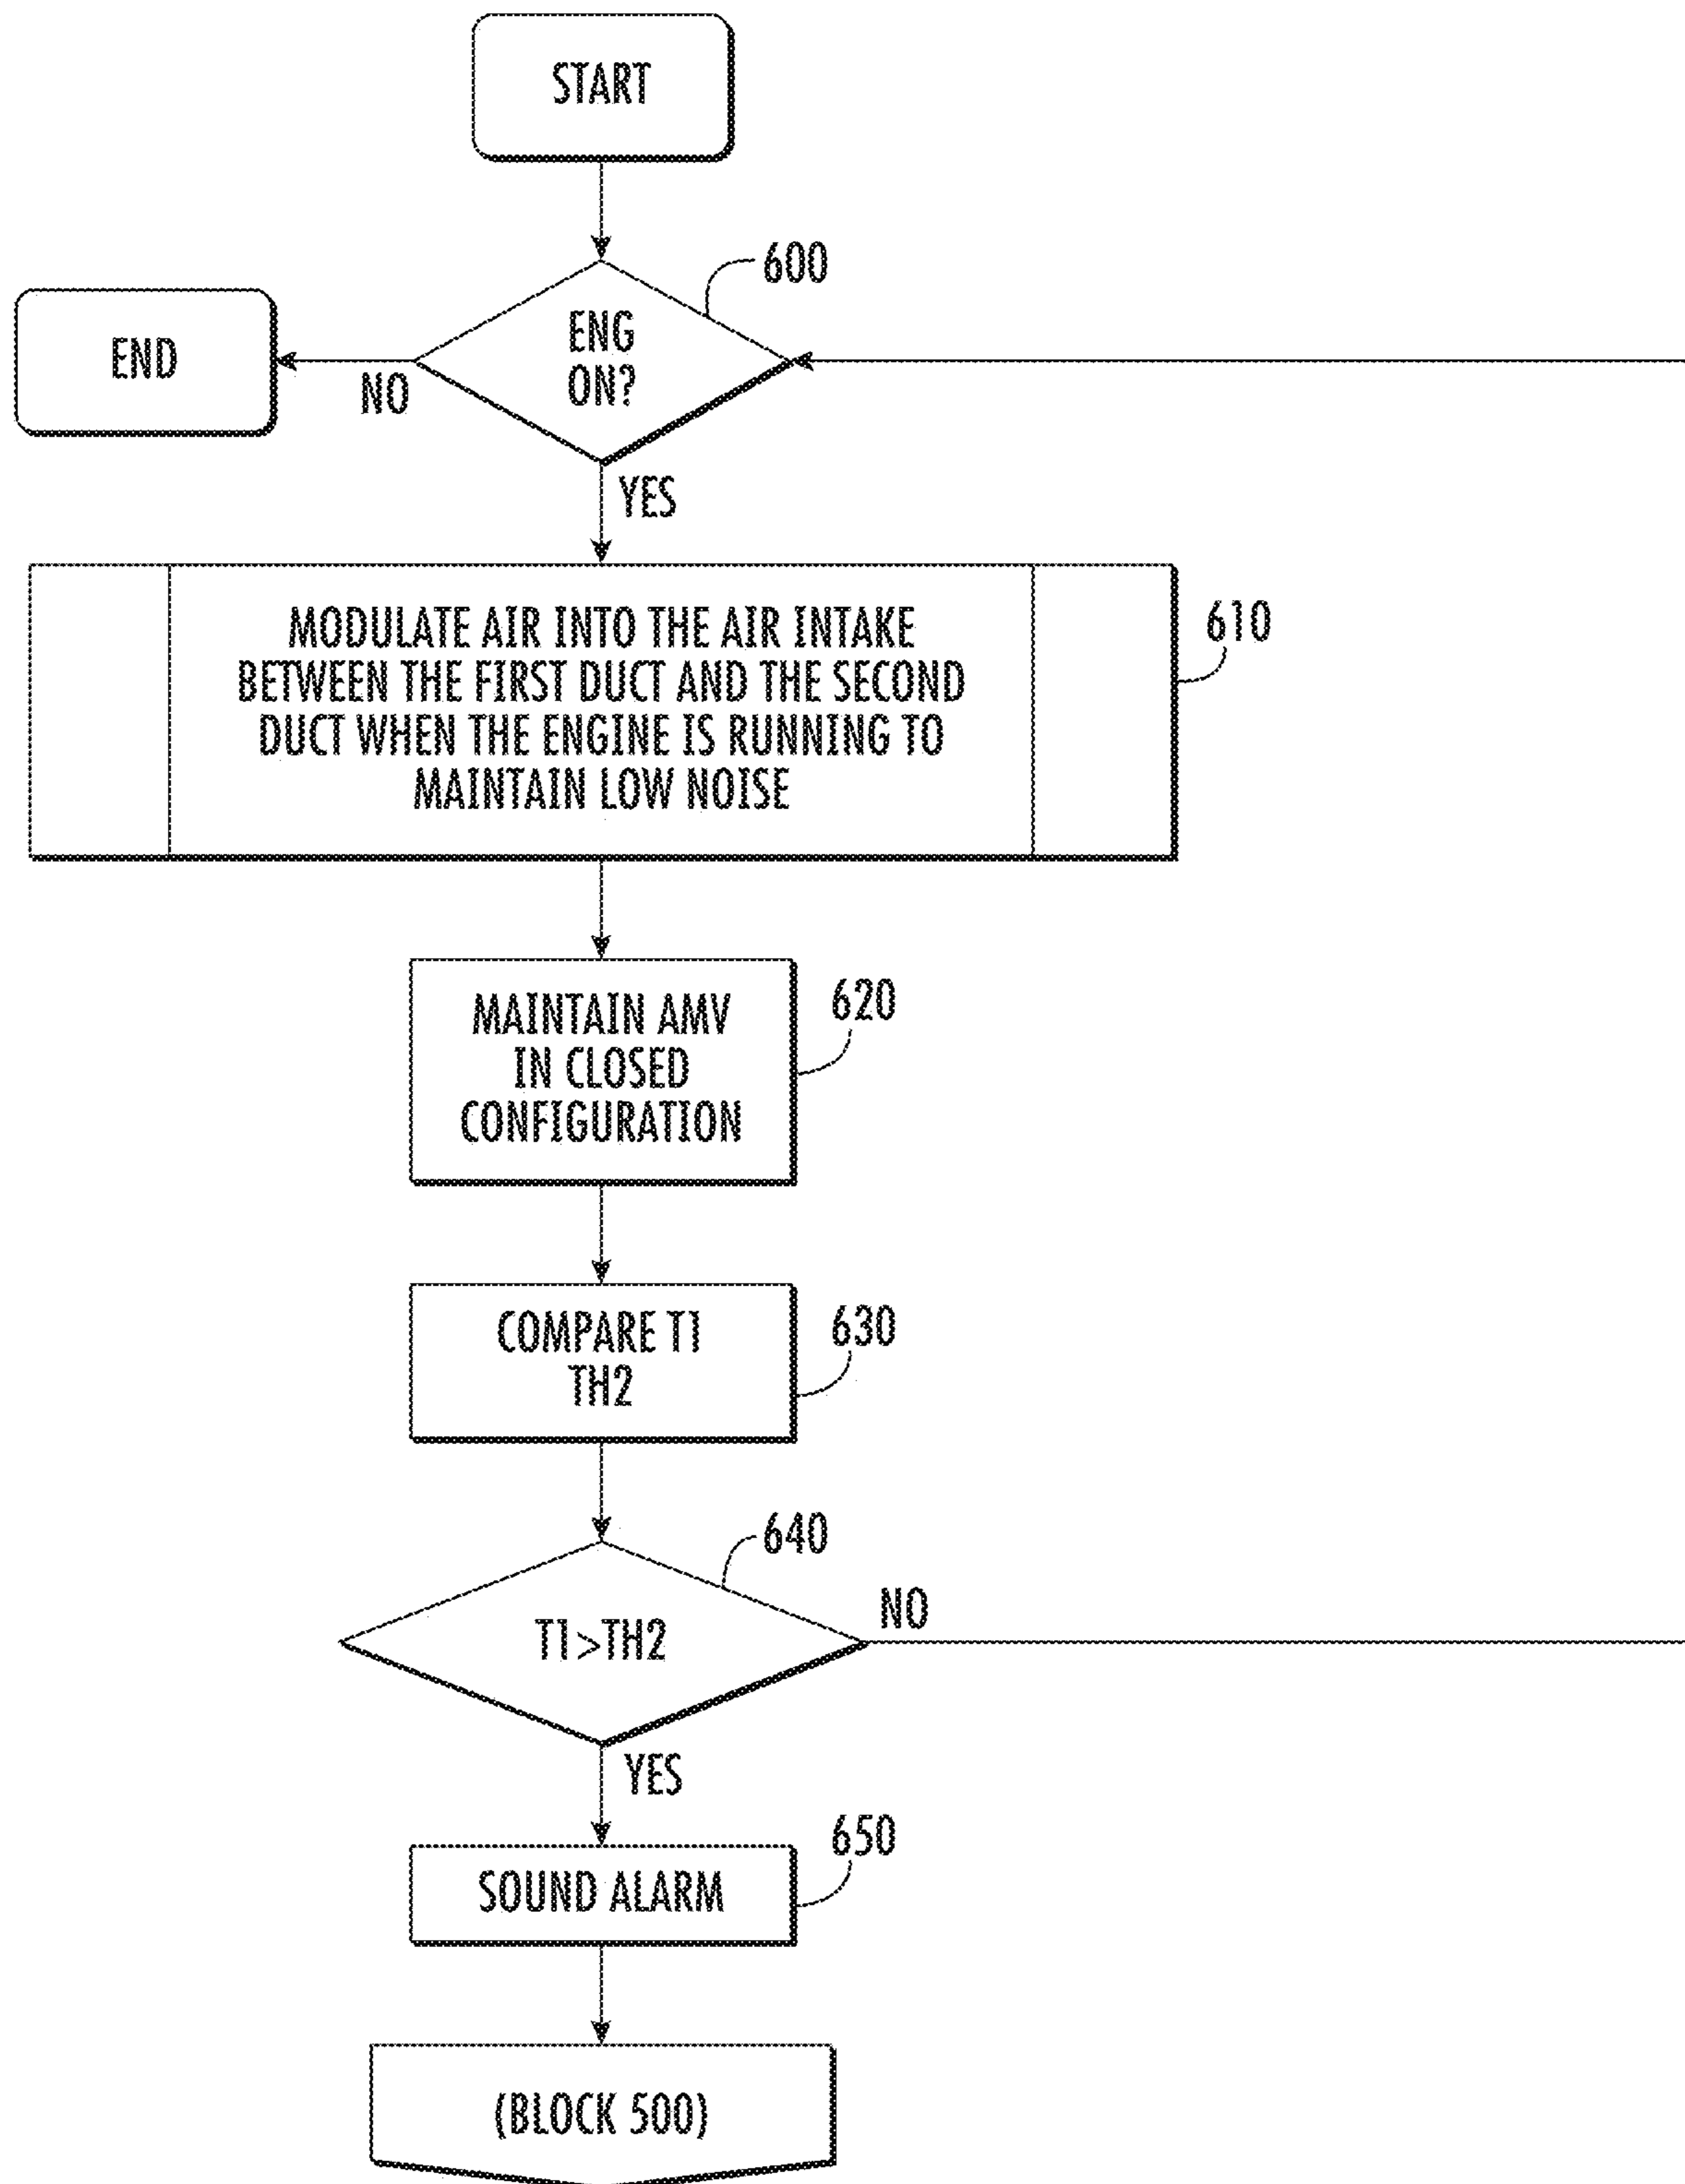 START
600
ENG
ON?
END
NO
YES
610
MODULATE AIR INTO THE AIR INTAKE
BETWEEN THE FIRST DUCT AND THE SECOND
DUCT WHEN THE ENGINE IS RUNNING TO
MAINTAIN LOW NOISE
620
MAINTAIN AMV
IN CLOSED
CONFIGURATION
630
COMPARE T1
TH2
640
T1>TH2
NO
YES
650
SOUND ALARM
(BLOCK 500)